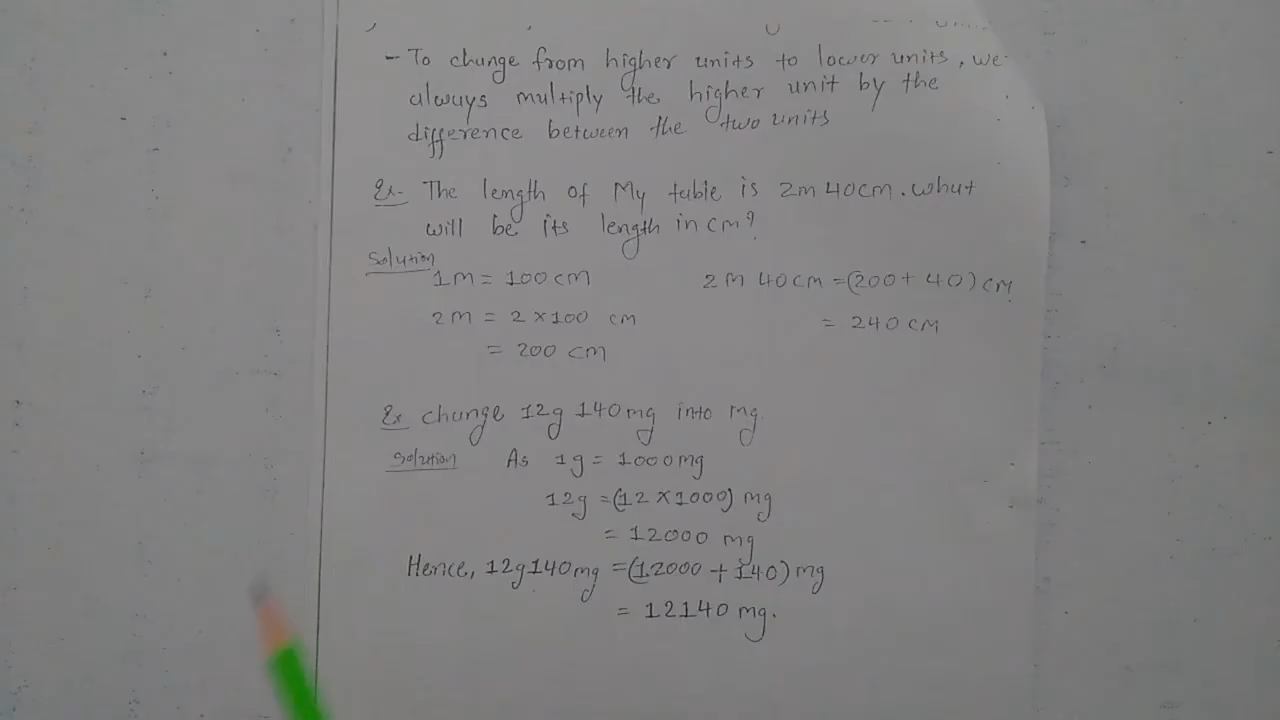 - To change from higher units to lower units, we
always multiply the higher unit by the
difference between the two units
Ex- The length of My table is 2m 40cm. what
will be its length in cm?
Solution
1m = 100 cm
2m = 2 × 100 cm
= 200 cm
2m 40cm = (200 + 40) cm
= 240 cm
Ex change 12g 140mg into mg.
Solution As 1g = 1000mg
12g = (12 × 1000) mg
= 12000 mg
Hence, 12g140mg = (12000 + 140) mg
= 12140 mg.